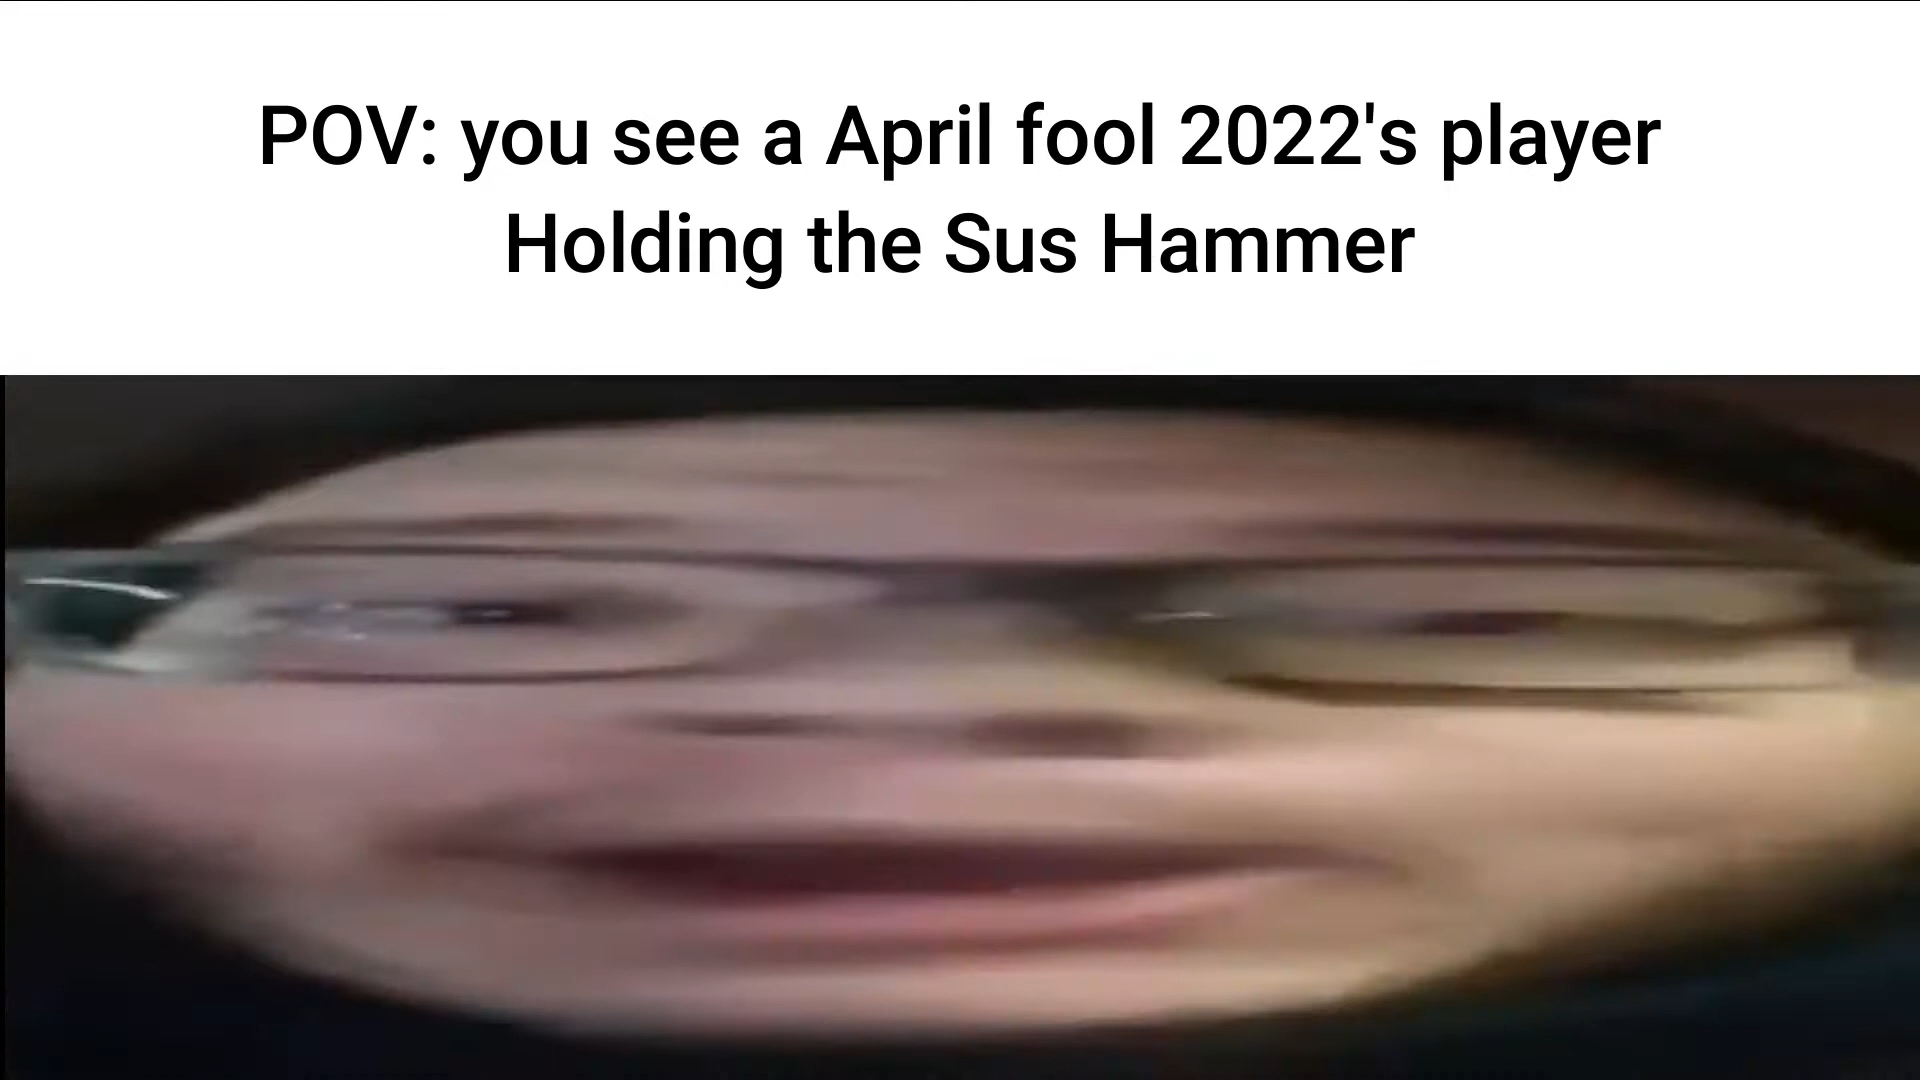 POV: you see a April fool 2022's player
Holding the Sus Hammer